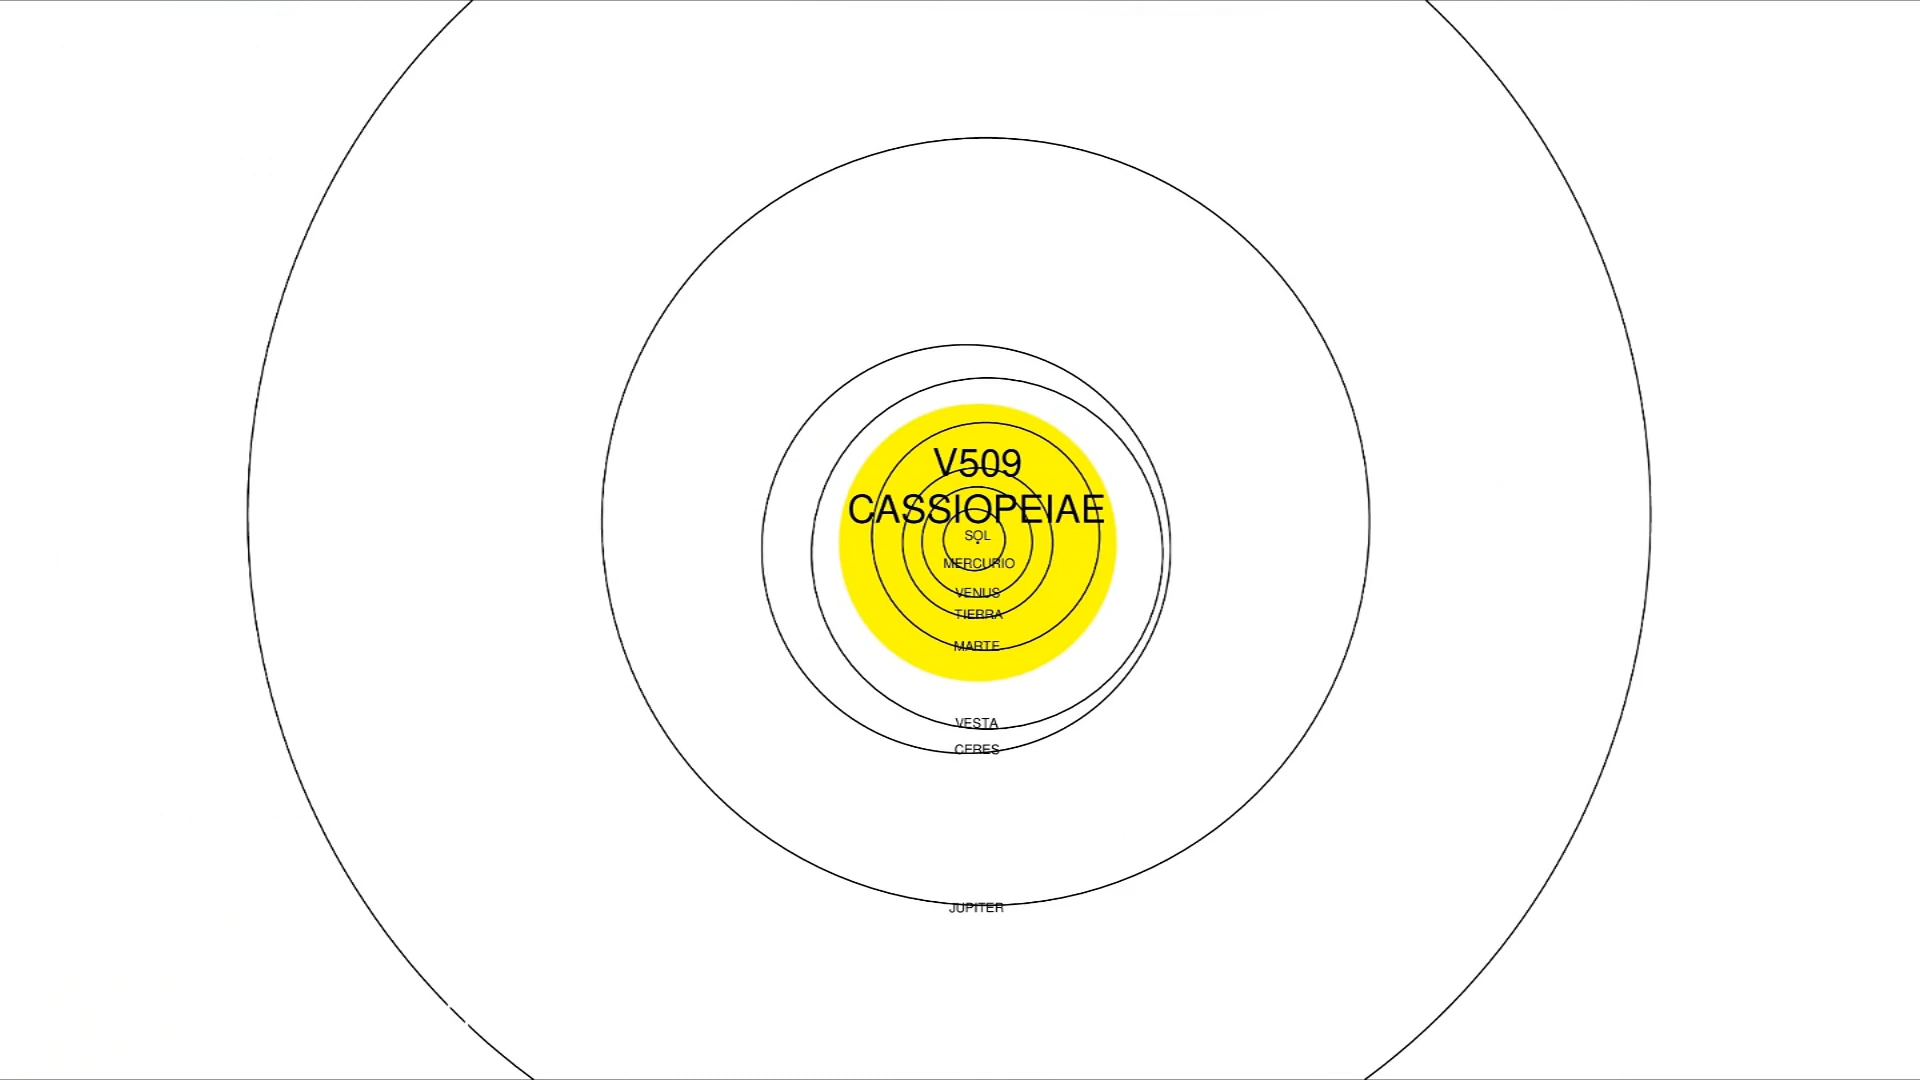 V509
CASSIOPEIAE
SOL
MERCURIO
VENUS
TIERRA
MARTE
VESTA
CERES
JUPITER